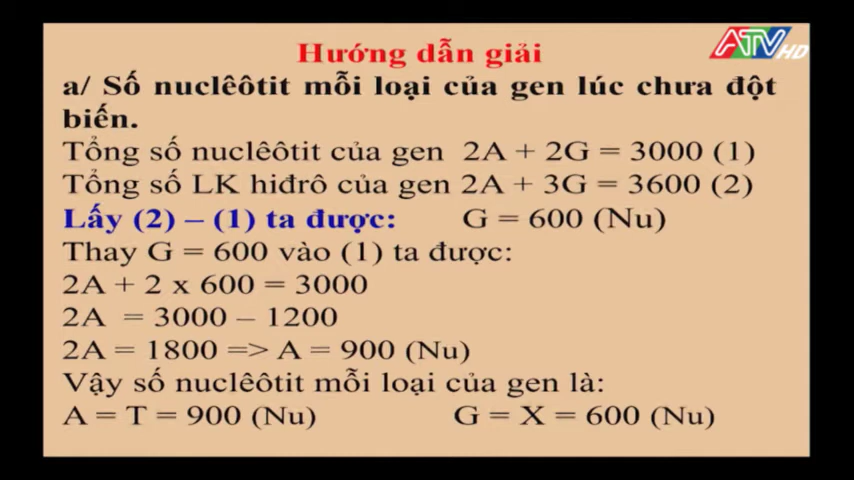 ATV HD
Hướng dẫn giải
a/ Số nuclêôtit mỗi loại của gen lúc chưa đột
biến.
Tổng số nuclêôtit của gen 2A + 2G = 3000 (1)
Tổng số LK hiđrô của gen 2A + 3G = 3600 (2)
Lấy (2) – (1) ta được: G = 600 (Nu)
Thay G = 600 vào (1) ta được:
2A + 2 x 600 = 3000
2A = 3000 – 1200
2A = 1800 => A = 900 (Nu)
Vậy số nuclêôtit mỗi loại của gen là:
A = T = 900 (Nu) G = X = 600 (Nu)